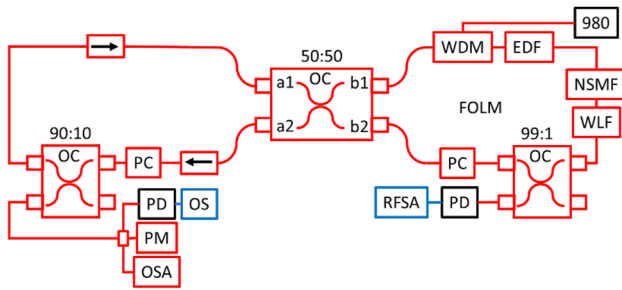 980
50:50
WDM
EDF
a1
OC
b1
NSMF
FOLM
a2
b2
WLF
90:10
99:1
OC
PC
PC
OC
PD
OS
RFSA
PD
PM
OSA